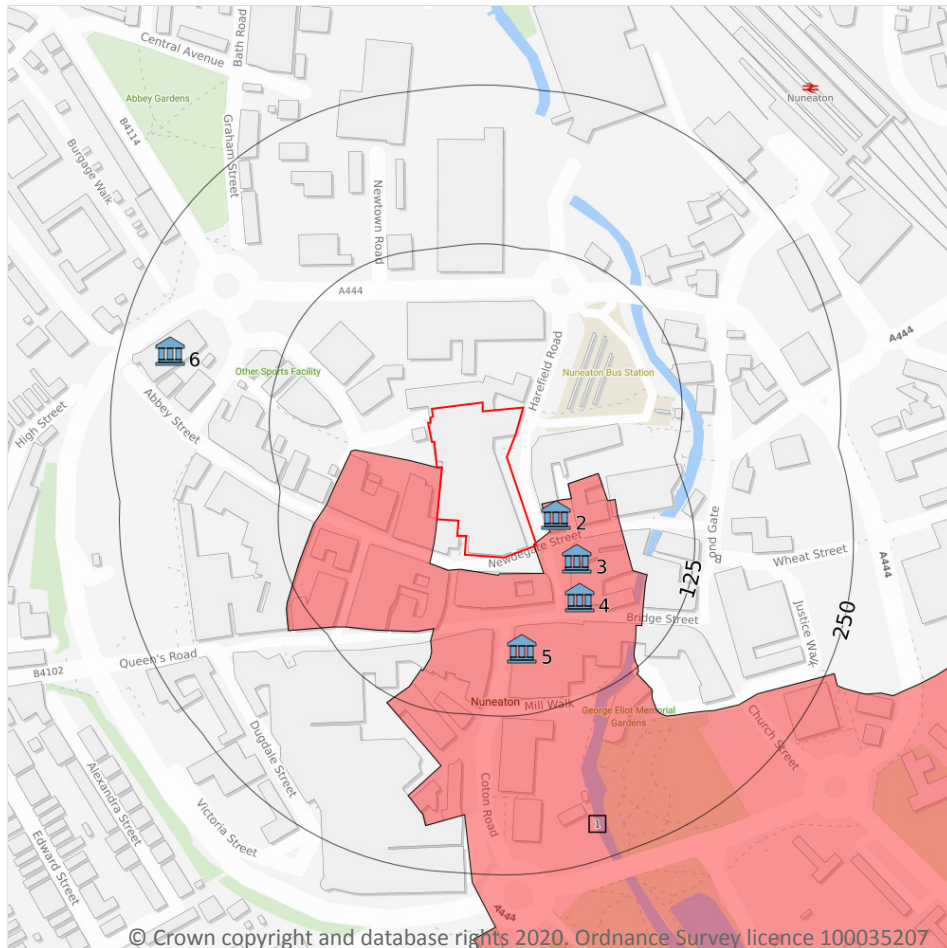 Central Avenue
Bath Road
Abbey Gardens
B4114
Graham Street
Burgage Walk
Nuneaton
Newtown Road
A444
A444
Harefield Road
Nuneaton Bus Station
6
Other Sports Facility
Abbey Street
High Street
A444
2
Newdegate Street
3
ond Gate
B
Wheat Street
125
4
Bridge Street
Justice Walk
250
5
Queen's Road
B4102
Nuneaton
Mill Walk
George Eliot Memorial
Gardens
Church Street
Dugdale Street
Coton Road
Alexandra Street
Victoria Street
1
Edward Street
A444
© Crown copyright and database rights 2020. Ordnance Survey licence 100035207